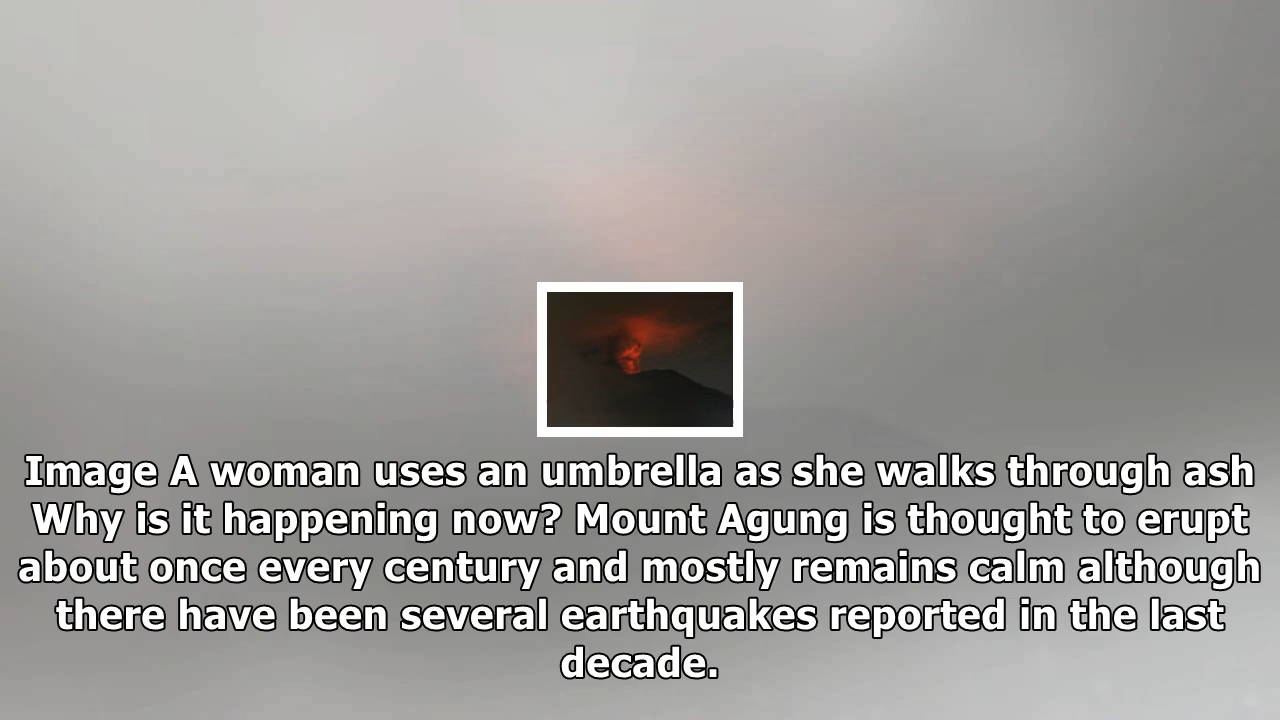 Image A woman uses an umbrella as she walks through ash
Why is it happening now? Mount Agung is thought to erupt
about once every century and mostly remains calm although
there have been several earthquakes reported in the last
decade.